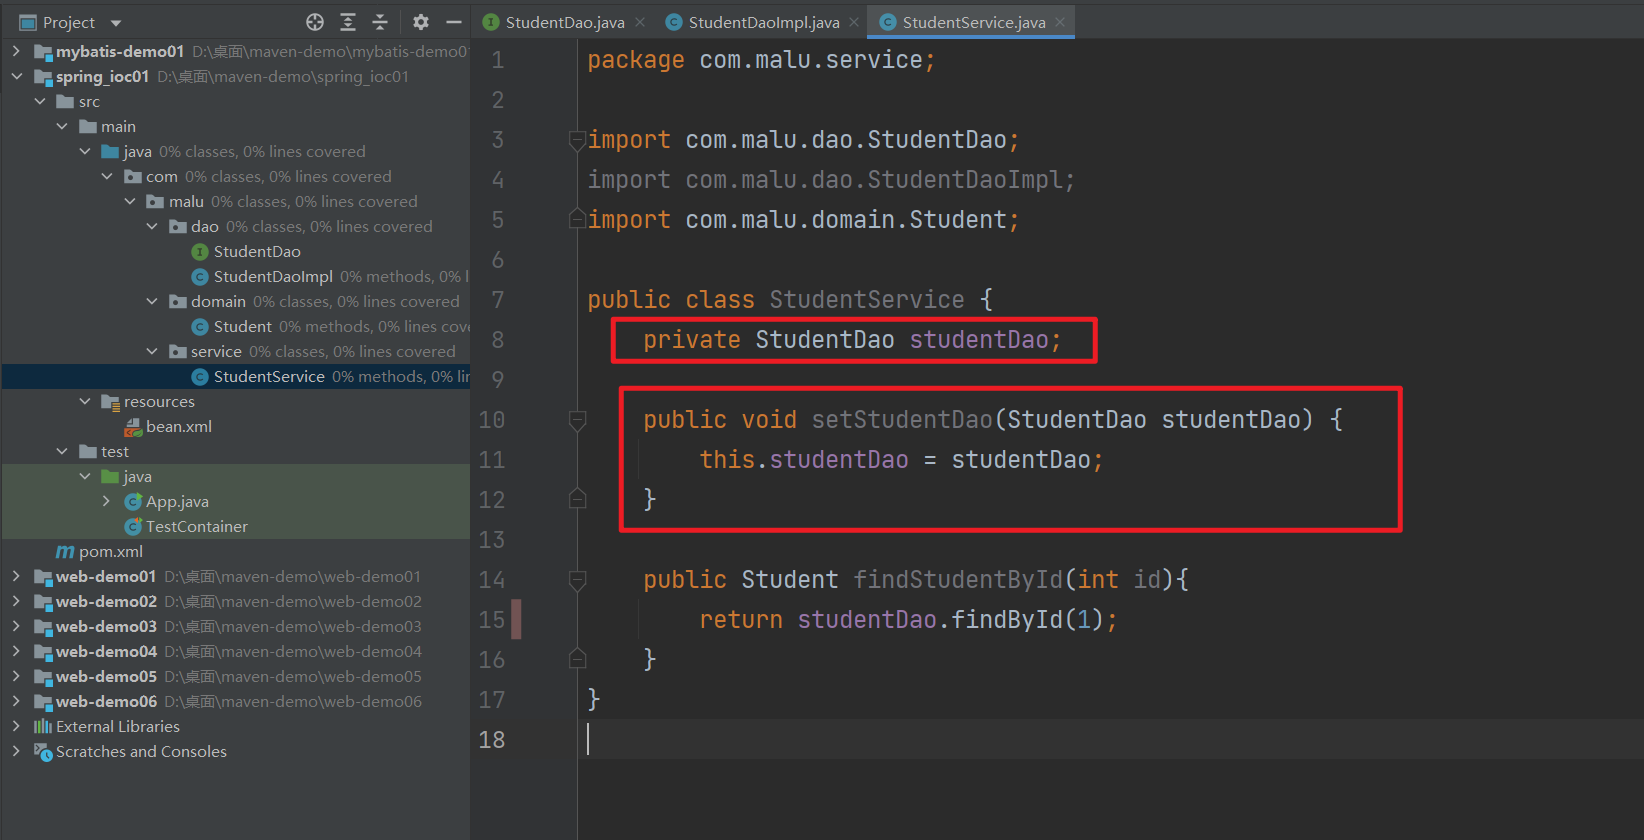 Project
StudentDao.java
StudentDaoImpl.java
StudentService.java
mybatis-demo01 D:\桌面\maven-demo\mybatis-demo01
spring_ioc01 D:\桌面\maven-demo\spring_ioc01
src
main
java 0% classes, 0% lines covered
com 0% classes, 0% lines covered
malu 0% classes, 0% lines covered
dao 0% classes, 0% lines covered
StudentDao
StudentDaoImpl 0% methods, 0% l
domain 0% classes, 0% lines covered
Student 0% methods, 0% lines cove
service 0% classes, 0% lines covered
StudentService 0% methods, 0% lin
resources
bean.xml
test
java
App.java
TestContainer
pom.xml
web-demo01 D:\桌面\maven-demo\web-demo01
web-demo02 D:\桌面\maven-demo\web-demo02
web-demo03 D:\桌面\maven-demo\web-demo03
web-demo04 D:\桌面\maven-demo\web-demo04
web-demo05 D:\桌面\maven-demo\web-demo05
web-demo06 D:\桌面\maven-demo\web-demo06
External Libraries
Scratches and Consoles
1 package com.malu.service;
2
3 import com.malu.dao.StudentDao;
4 import com.malu.dao.StudentDaoImpl;
5 import com.malu.domain.Student;
6
7 public class StudentService {
8 private StudentDao studentDao;
9
10 public void setStudentDao(StudentDao studentDao) {
11 this.studentDao = studentDao;
12 }
13
14 public Student findStudentById(int id){
15 return studentDao.findById(1);
16 }
17 }
18